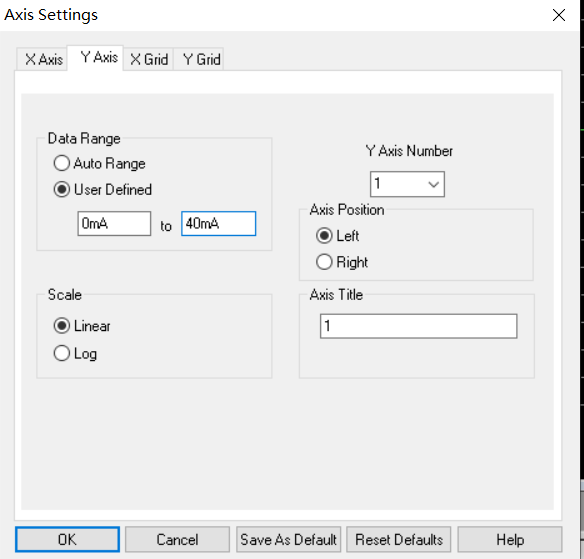 Axis Settings
X Axis Y Axis X Grid Y Grid
Data Range
Auto Range
User Defined
0mA to 40mA
Y Axis Number
1
Axis Position
Left
Right
Scale
Linear
Log
Axis Title
1
OK Cancel Save As Default Reset Defaults Help